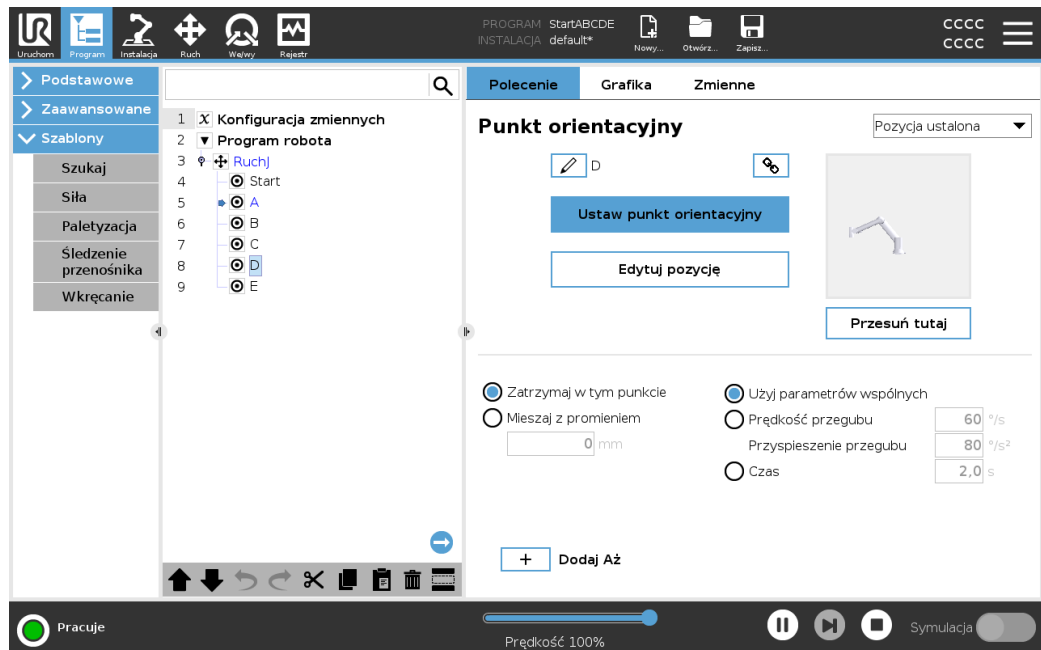 PROGRAM StartABCDE
INSTALACJA default*
CCCC
CCCC
Uruchom Program Instalacja Ruch We/wy Rejestr Nowy... Otwórz... Zapisz...
Podstawowe
Zaawansowane
Szablony
Szukaj
Siła
Paletyzacja
Śledzenie
przenośnika
Wkręcanie
1 X Konfiguracja zmiennych
2 Program robota
3 RuchJ
4 Start
5 A
6 B
7 C
8 D
9 E
Polecenie Grafika Zmienne
Punkt orientacyjny
Pozycja ustalona
D
Ustaw punkt orientacyjny
Edytuj pozycję
Przesuń tutaj
Zatrzymaj w tym punkcie
Mieszaj z promieniem
0 mm
Użyj parametrów wspólnych
Prędkość przegubu 60 °/s
Przyspieszenie przegubu 80 °/s²
Czas 2,0 s
+ Dodaj Aż
Pracuje
Prędkość 100%
Symulacja